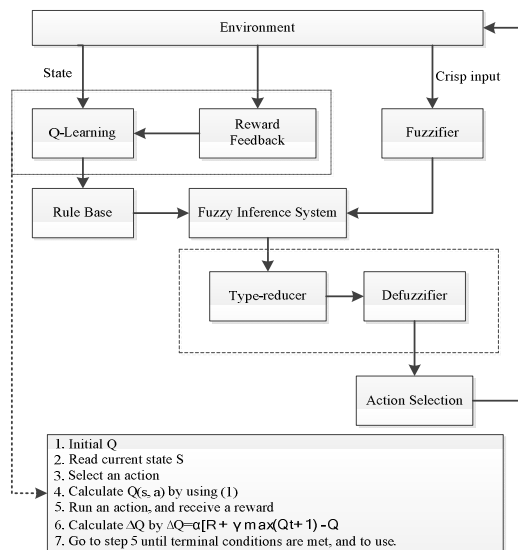 Environment
State
Crisp input
Q-Learning
Reward
Feedback
Fuzzifier
Rule Base
Fuzzy Inference System
Type-reducer
Defuzzifier
Action Selection
1. Initial Q
2. Read current state S
3. Select an action
4. Calculate Q(s, a) by using (1)
5. Run an action, and receive a reward
6. Calculate ΔQ by ΔQ=α[R + γ max(Qt+1) -Q
7. Go to step 5 until terminal conditions are met, and to use.